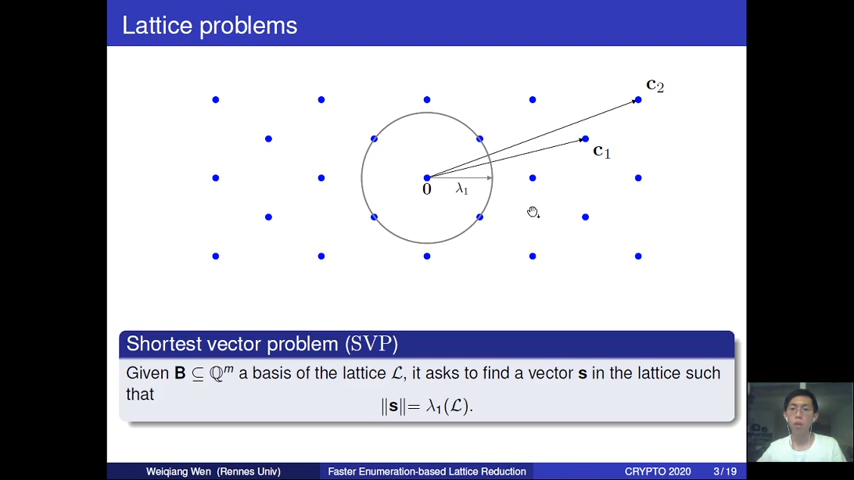 Lattice problems
c₂
c₁
0
λ₁
Shortest vector problem (SVP)
Given B ⊆ ℚᵐ a basis of the lattice ℒ, it asks to find a vector s in the lattice such
that
‖s‖= λ₁(ℒ).
Weiqiang Wen (Rennes Univ) Faster Enumeration-based Lattice Reduction CRYPTO 2020 3 / 19